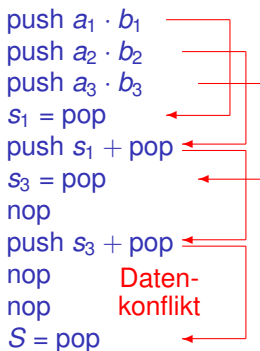 push a₁ · b₁
push a₂ · b₂
push a₃ · b₃
s₁ = pop
push s₁ + pop
s₃ = pop
nop
push s₃ + pop
nop Daten-
nop konflikt
S = pop